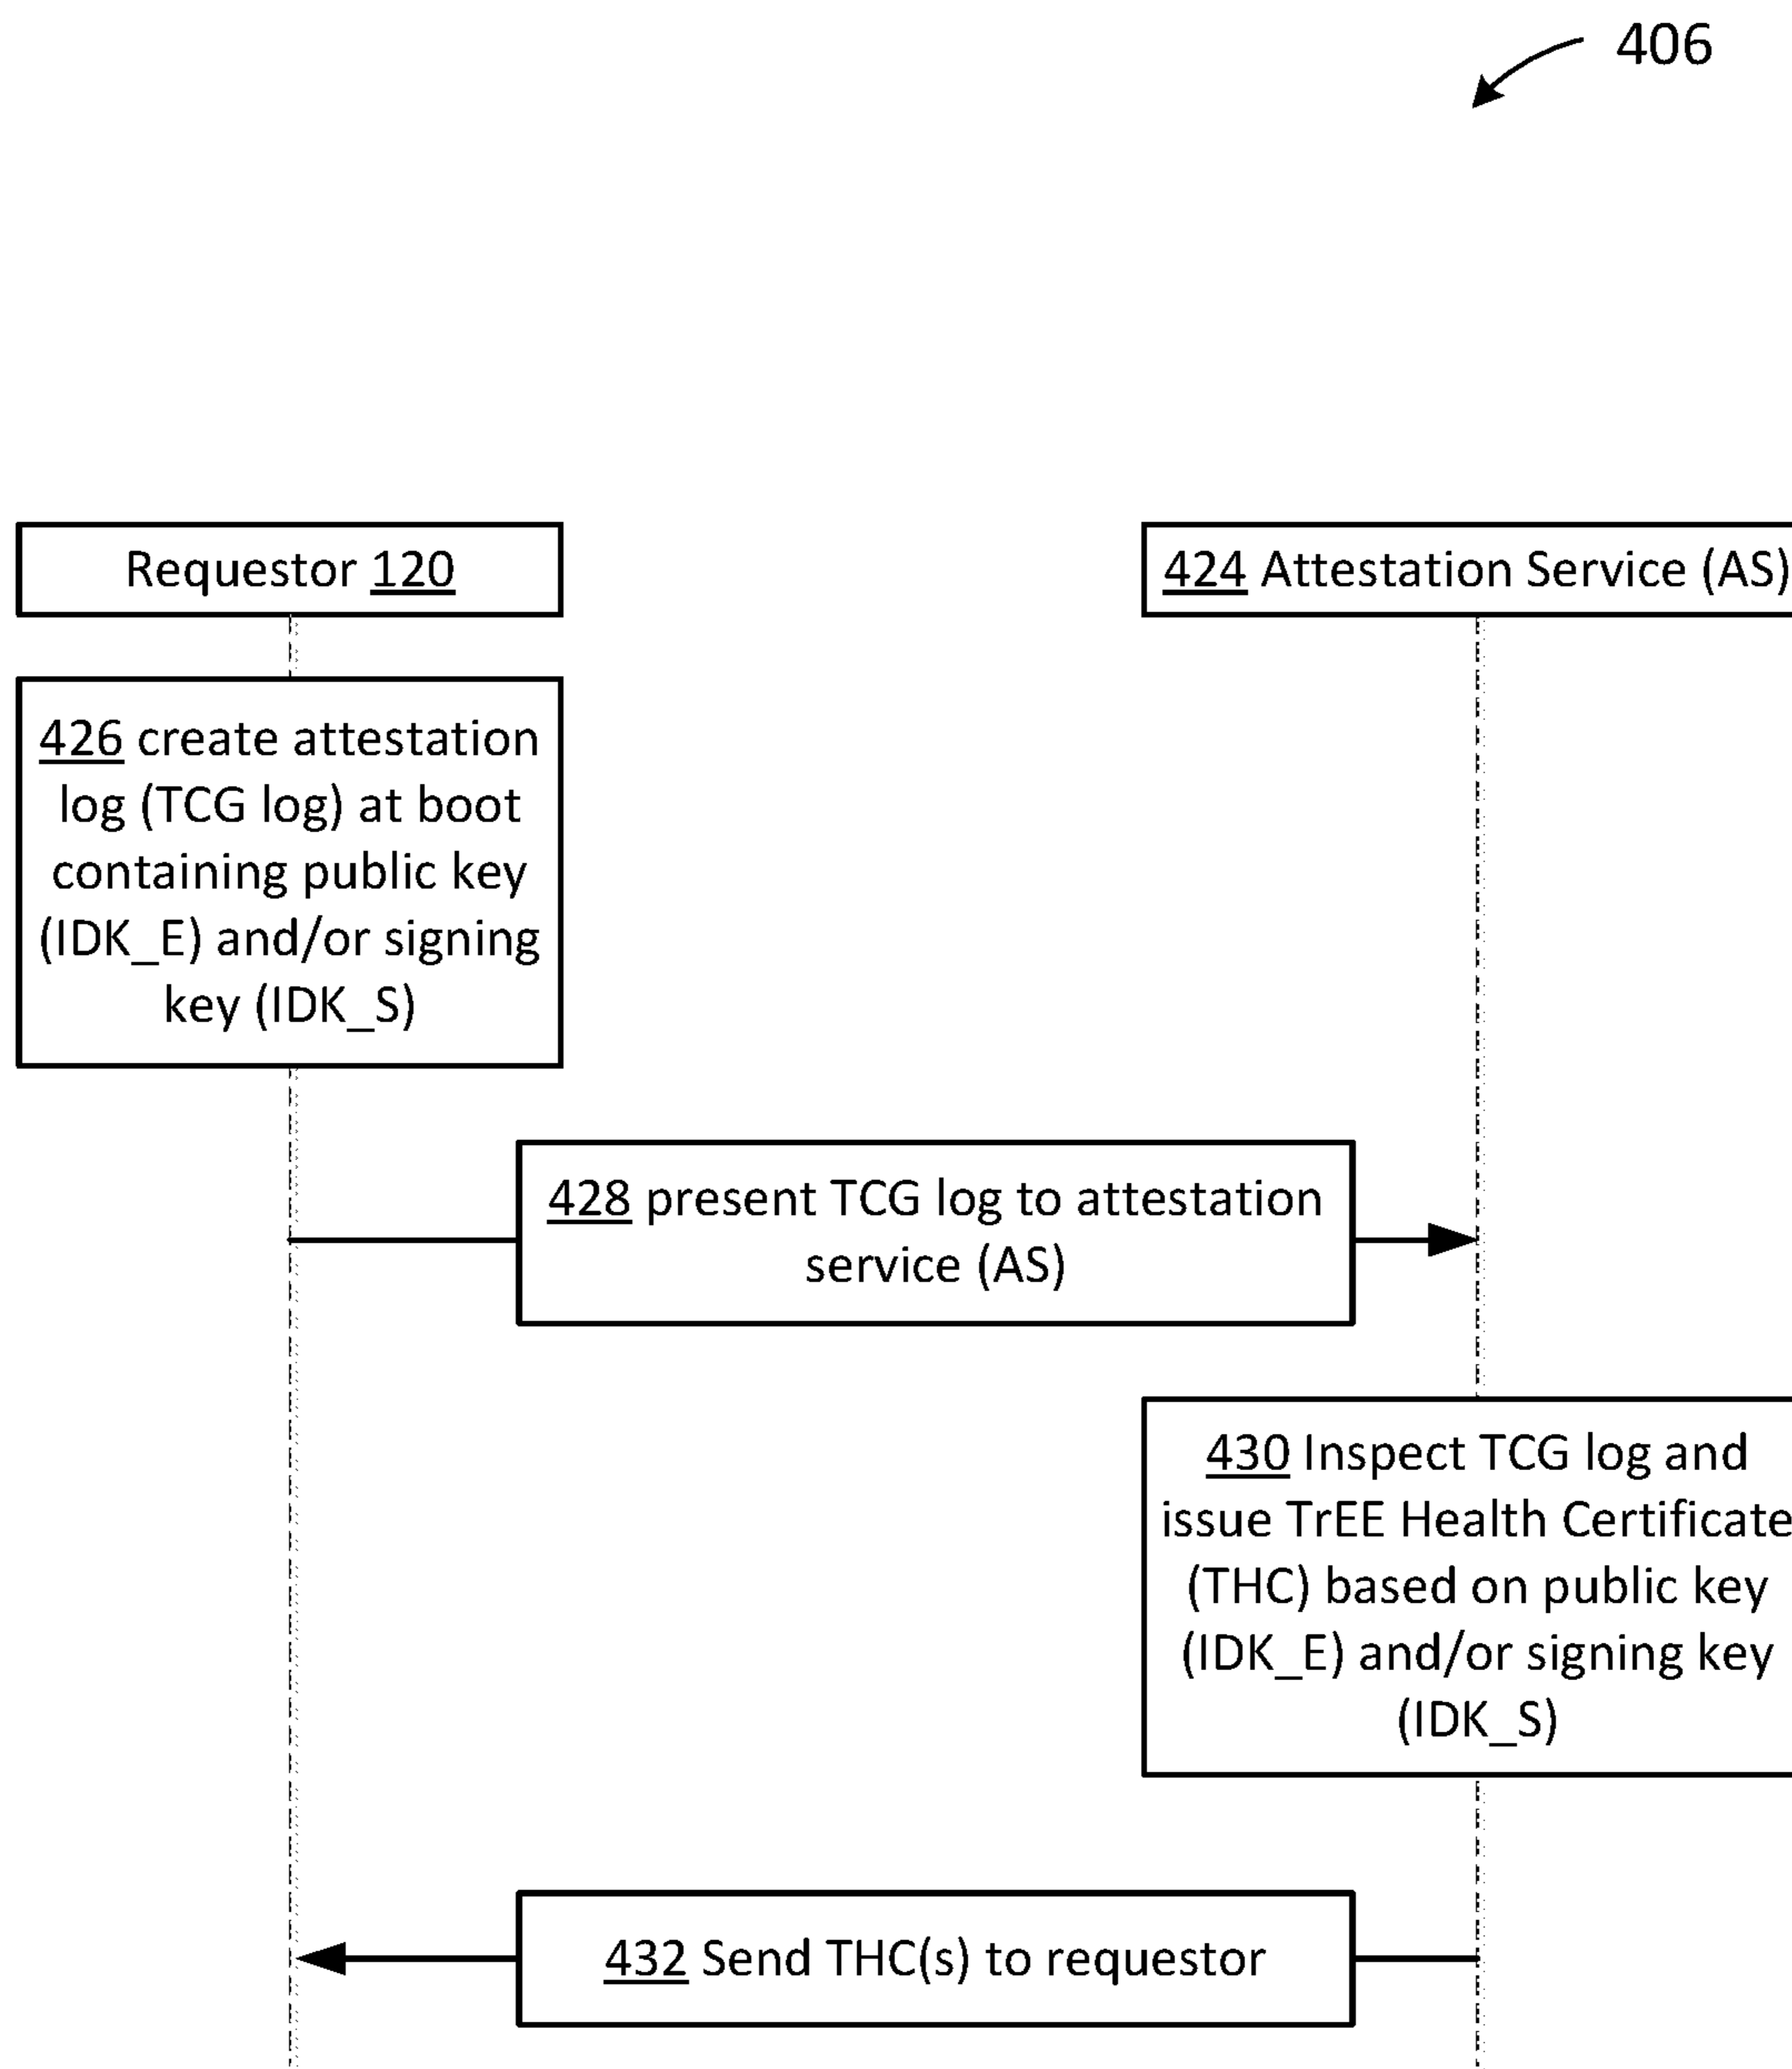 406
Requestor 120
424 Attestation Service (AS)
426 create attestation
log (TCG log) at boot
containing public key
(IDK_E) and/or signing
key (IDK_S)
428 present TCG log to attestation
service (AS)
430 Inspect TCG log and
issue TrEE Health Certificate
(THC) based on public key
(IDK_E) and/or signing key
(IDK_S)
432 Send THC(s) to requestor